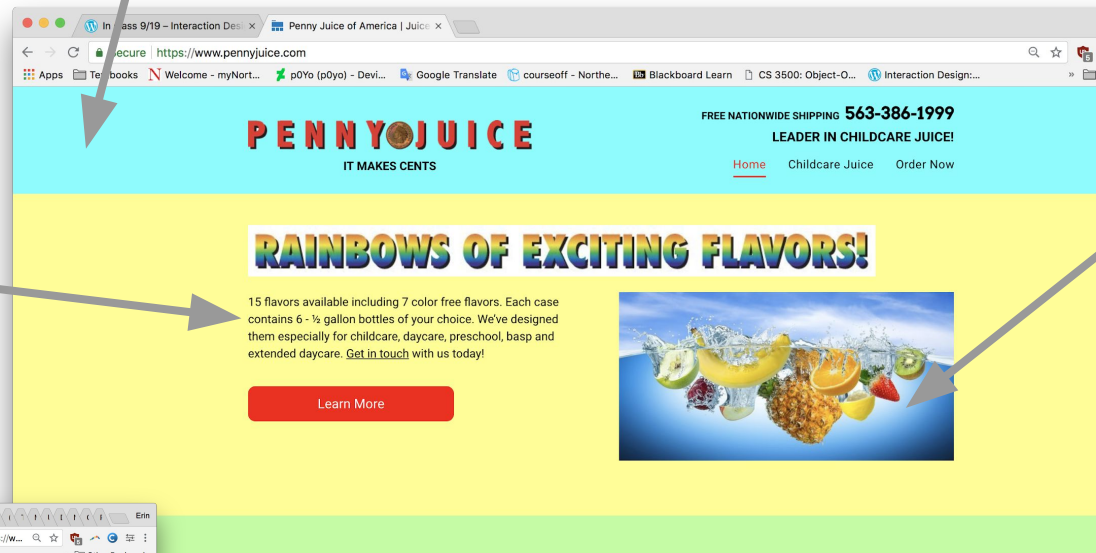 In Class 9/19 – Interaction Desi
Penny Juice of America | Juice
Secure https://www.pennyjuice.com
Apps Textbooks Welcome - myNort... p0Yo (p0yo) - Devi... Google Translate courseoff - Northe... Blackboard Learn CS 3500: Object-O... Interaction Design:... »
PENNY JUICE
IT MAKES CENTS
FREE NATIONWIDE SHIPPING 563-386-1999
LEADER IN CHILDCARE JUICE!
Home Childcare Juice Order Now
RAINBOWS OF EXCITING FLAVORS!
15 flavors available including 7 color free flavors. Each case
contains 6 - ½ gallon bottles of your choice. We've designed
them especially for childcare, daycare, preschool, basp and
extended daycare. Get in touch with us today!
Learn More
Erin